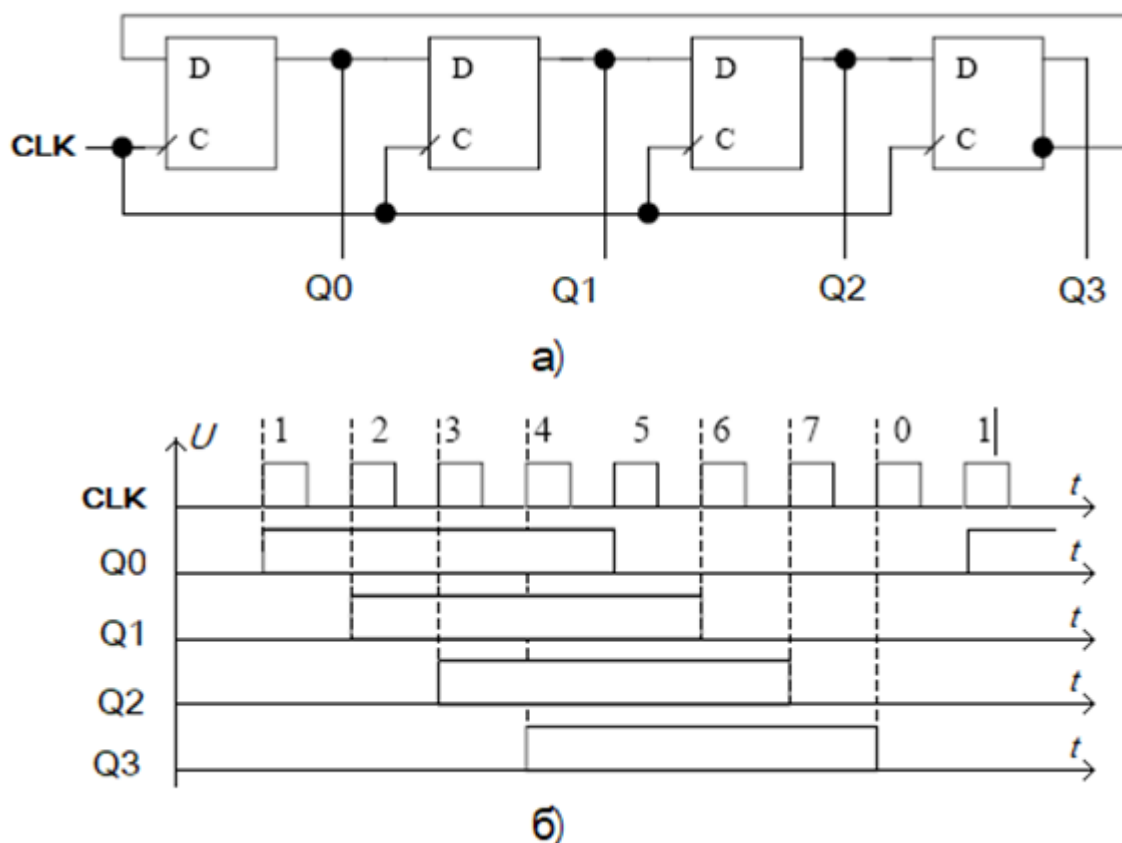 D D D D
CLK C C C C
Q0 Q1 Q2 Q3
а)
U 1 2 3 4 5 6 7 0 1
CLK t
Q0 t
Q1 t
Q2 t
Q3 t
б)